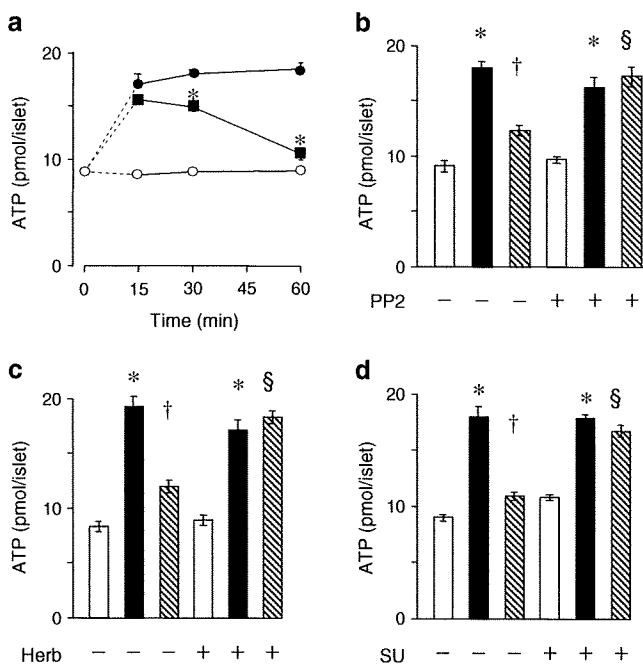 a
20
10
0
ATP (pmol/islet)
*
*
0 15 30 45 60
Time (min)
b
20
10
0
ATP (pmol/islet)
* † * §
PP2 – – – + + +
c
20
10
0
ATP (pmol/islet)
* † * §
Herb – – – + + +
d
20
10
0
ATP (pmol/islet)
* † * §
SU – – – + + +